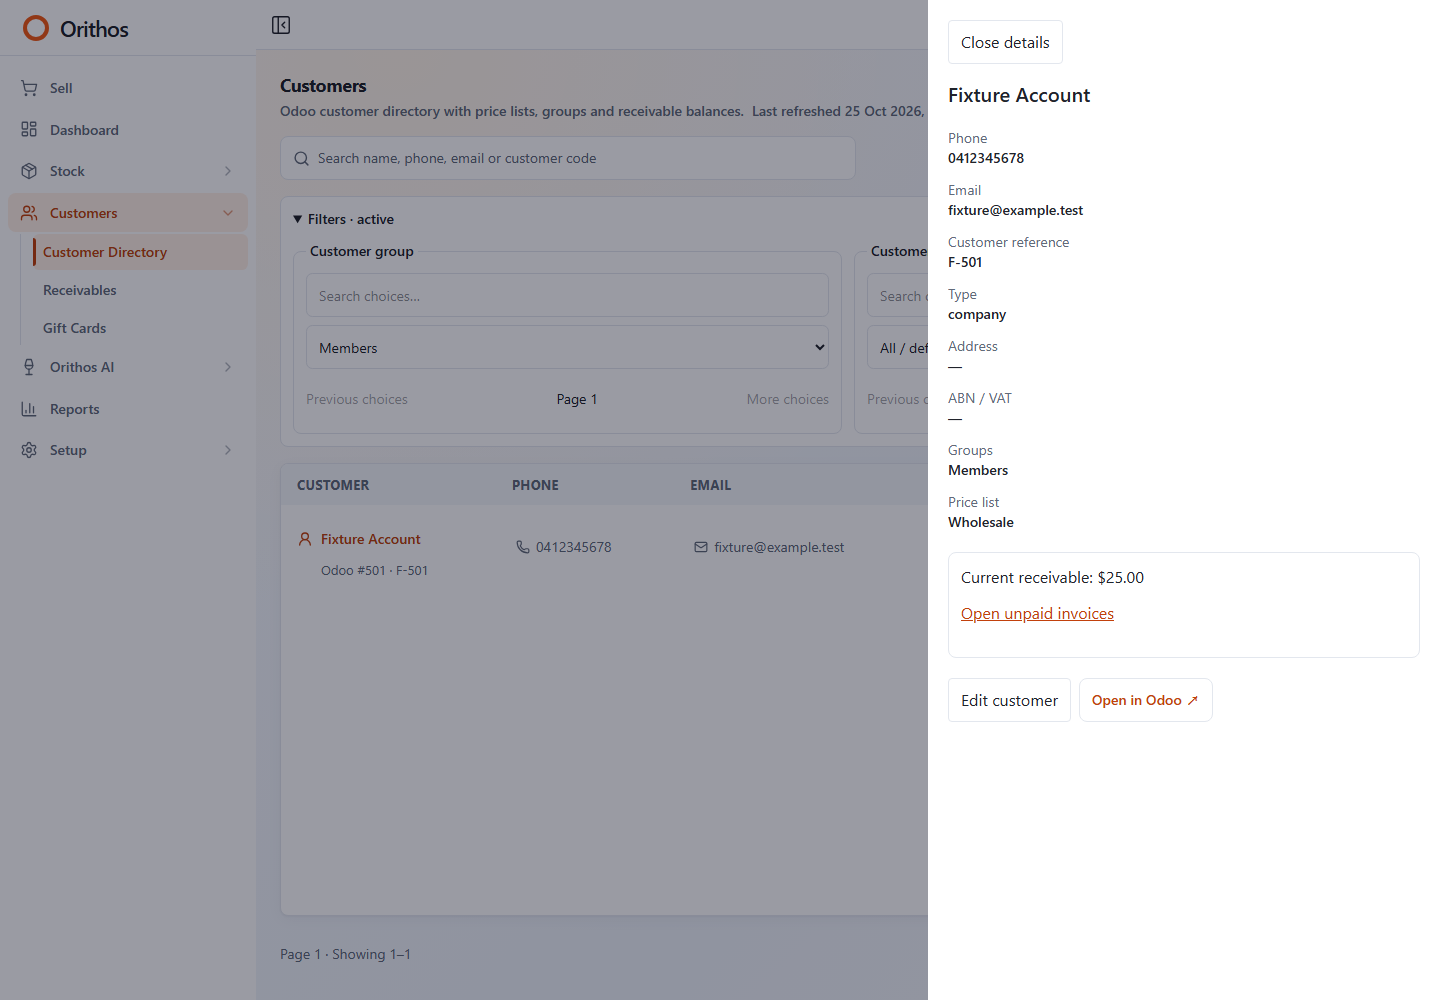 Orithos
Sell
Dashboard
Stock
Customers
Customer Directory
Receivables
Gift Cards
Orithos AI
Reports
Setup
Customers
Odoo customer directory with price lists, groups and receivable balances. Last refreshed 25 Oct 2026,
Search name, phone, email or customer code
Filters · active
Customer group
Search choices...
Members
Previous choices
Page 1
More choices
Custome
Search
All / def
Previous
CUSTOMER
PHONE
EMAIL
Fixture Account
0412345678
fixture@example.test
Odoo #501 · F-501
Page 1 · Showing 1–1
Close details
Fixture Account
Phone
0412345678
Email
fixture@example.test
Customer reference
F-501
Type
company
Address
—
ABN / VAT
—
Groups
Members
Price list
Wholesale
Current receivable: $25.00
Open unpaid invoices
Edit customer
Open in Odoo ↗